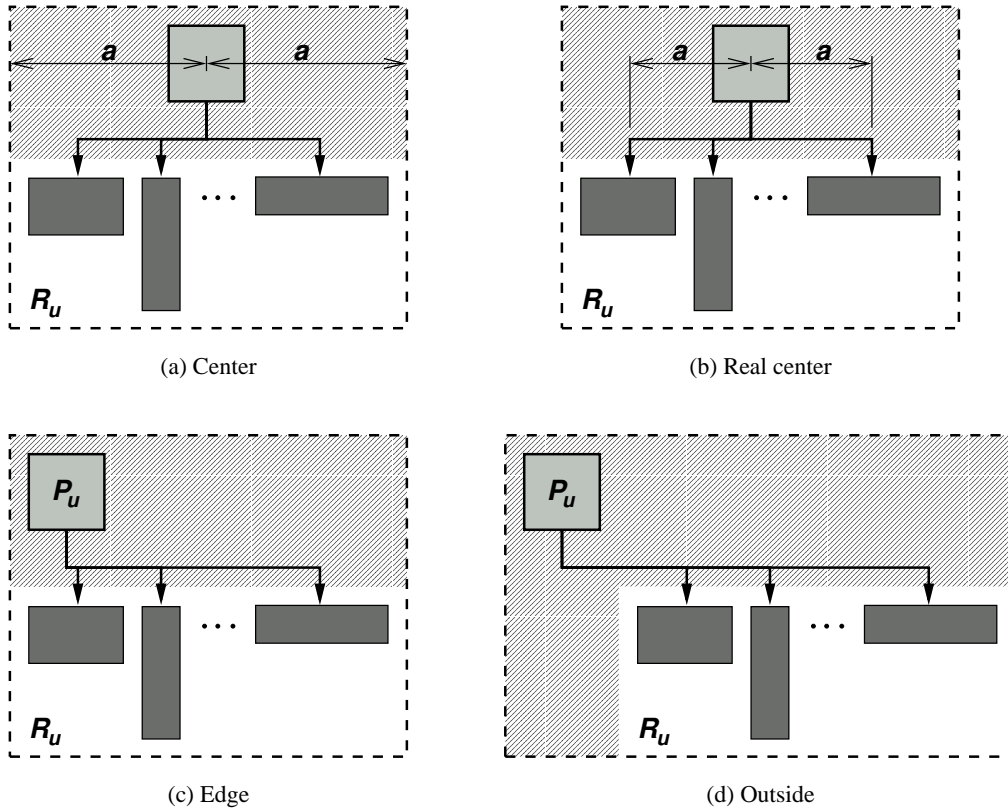 a a
R_u
(a) Center
a a
R_u
(b) Real center
P_u
R_u
(c) Edge
P_u
R_u
(d) Outside